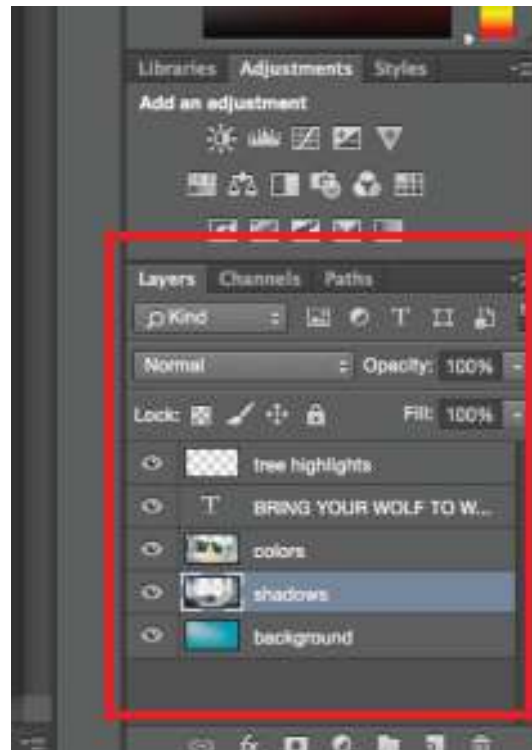 Libraries Adjustments Styles
Add an adjustment
Layers Channels Paths
Kind
Normal Opacity: 100%
Lock: Fill: 100%
tree highlights
T BRING YOUR WOLF TO W...
colors
shadows
background
fx